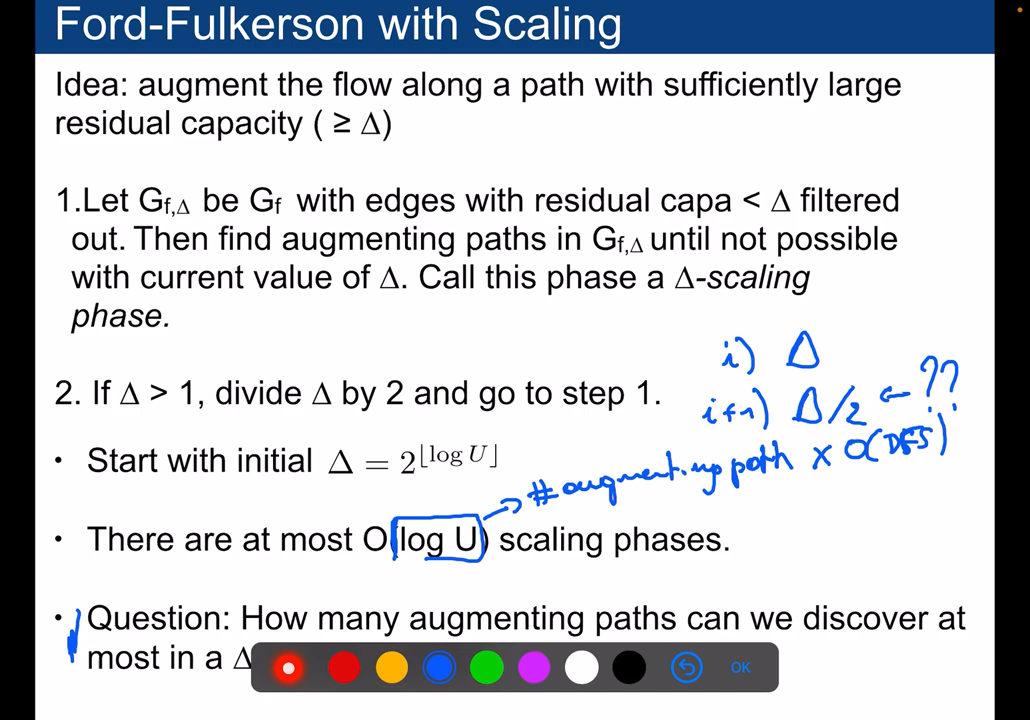 Ford-Fulkerson with Scaling
Idea: augment the flow along a path with sufficiently large
residual capacity ( ≥ Δ)
1.Let Gf,Δ be Gf with edges with residual capa < Δ filtered
out. Then find augmenting paths in Gf,Δ until not possible
with current value of Δ. Call this phase a Δ-scaling
phase.
i) Δ
2. If Δ > 1, divide Δ by 2 and go to step 1.
i+1) Δ/2 ← ??
Start with initial Δ = 2^⌊log U⌋
→ # augmenting path × O(DFS)
• There are at most O(log U) scaling phases.
• Question: How many augmenting paths can we discover at
most in a Δ
OK